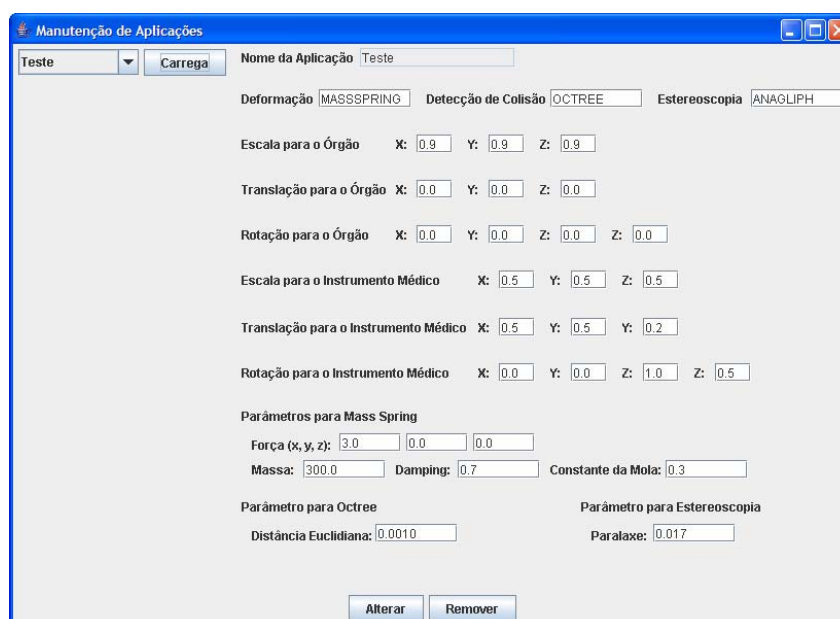 Manutenção de Aplicações
Teste Carrega Nome da Aplicação Teste
Deformação MASSSPRING Detecção de Colisão OCTREE Estereoscopia ANAGLIPH
Escala para o Órgão X: 0.9 Y: 0.9 Z: 0.9
Translação para o Órgão X: 0.0 Y: 0.0 Z: 0.0
Rotação para o Órgão X: 0.0 Y: 0.0 Z: 0.0 Z: 0.0
Escala para o Instrumento Médico X: 0.5 Y: 0.5 Z: 0.5
Translação para o Instrumento Médico X: 0.5 Y: 0.5 Y: 0.2
Rotação para o Instrumento Médico X: 0.0 Y: 0.0 Z: 1.0 Z: 0.5
Parâmetros para Mass Spring
Força (x, y, z): 3.0 0.0 0.0
Massa: 300.0 Damping: 0.7 Constante da Mola: 0.3
Parâmetro para Octree Parâmetro para Estereoscopia
Distância Euclidiana: 0.0010 Paralaxe: 0.017
Alterar Remover